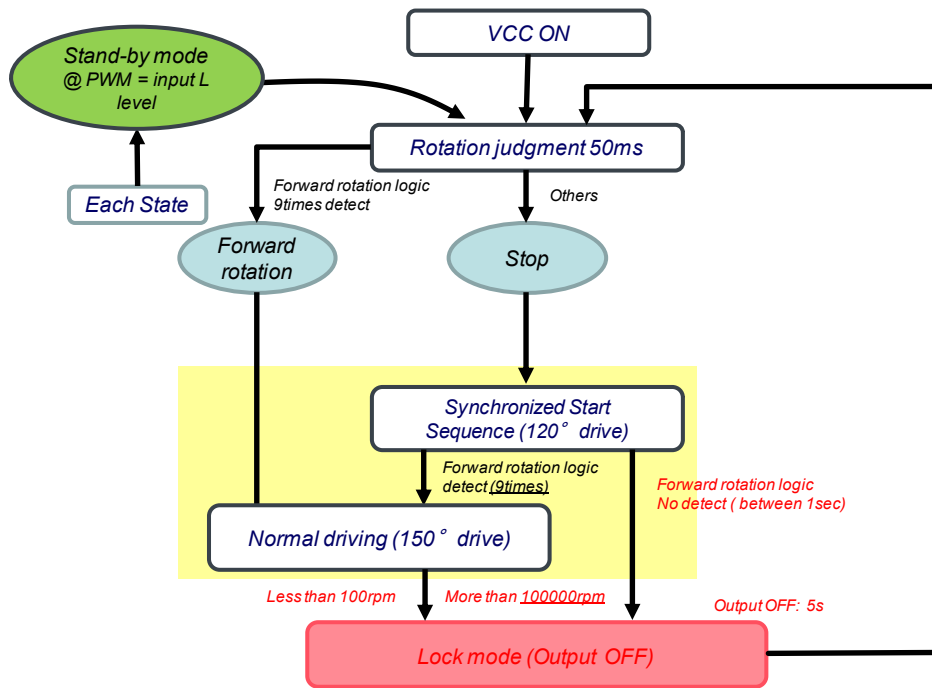 VCC ON
Stand-by mode
@ PWM = input L
level
Rotation judgment 50ms
Each State
Forward rotation logic
9times detect
Others
Forward
rotation
Stop
Synchronized Start
Sequence (120° drive)
Forward rotation logic
detect (9times)
Forward rotation logic
No detect ( between 1sec)
Normal driving (150° drive)
Less than 100rpm
More than 100000rpm
Output OFF: 5s
Lock mode (Output OFF)